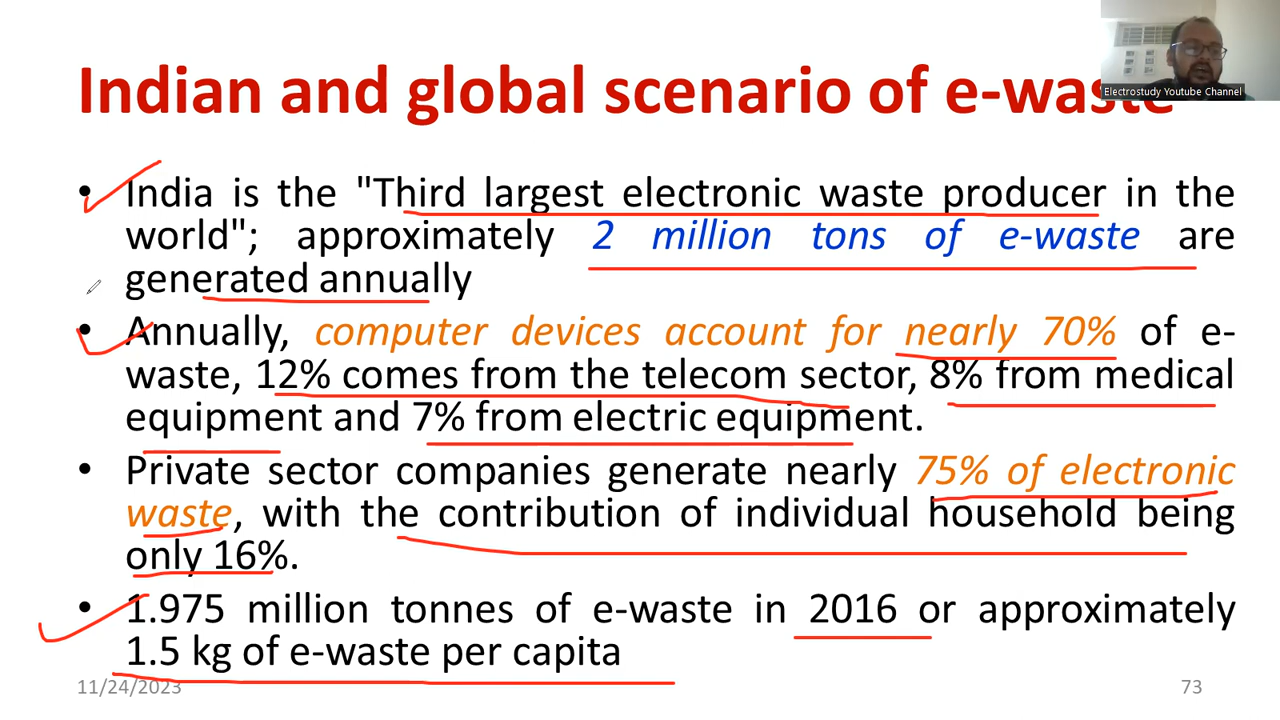 Indian and global scenario of e-waste
Electrostudy Youtube Channel
• India is the "Third largest electronic waste producer in the
world"; approximately 2 million tons of e-waste are
generated annually
• Annually, computer devices account for nearly 70% of e-
waste, 12% comes from the telecom sector, 8% from medical
equipment and 7% from electric equipment.
• Private sector companies generate nearly 75% of electronic
waste, with the contribution of individual household being
only 16%.
• 1.975 million tonnes of e-waste in 2016 or approximately
1.5 kg of e-waste per capita
11/24/2023
73